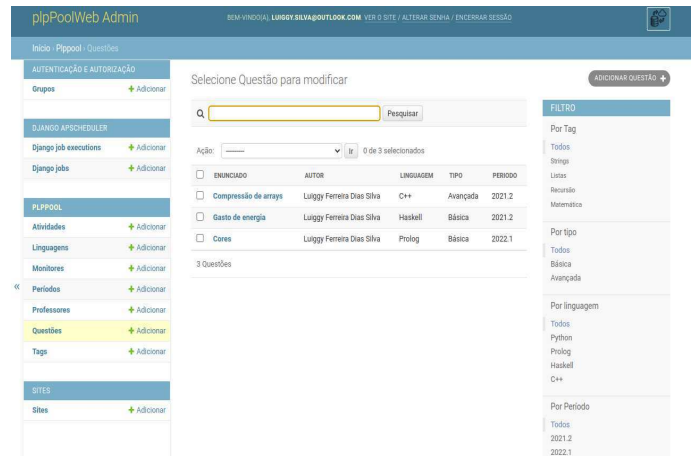 plpPoolWeb Admin
BEM-VINDO(A), LUIGGY.SILVA@OUTLOOK.COM. VER O SITE / ALTERAR SENHA / ENCERRAR SESSÃO
Início › Plppool › Questões
AUTENTICAÇÃO E AUTORIZAÇÃO
Grupos + Adicionar
DJANGO APSCHEDULER
Django job executions + Adicionar
Django jobs + Adicionar
PLPPOOL
Atividades + Adicionar
Linguagens + Adicionar
Monitores + Adicionar
Períodos + Adicionar
Professores + Adicionar
Questões + Adicionar
Tags + Adicionar
SITES
Sites + Adicionar
«
Selecione Questão para modificar
ADICIONAR QUESTÃO +
Pesquisar
Ação: --------- Ir 0 de 3 selecionados
ENUNCIADO AUTOR LINGUAGEM TIPO PERIODO
Compressão de arrays Luiggy Ferreira Dias Silva C++ Avançada 2021.2
Gasto de energia Luiggy Ferreira Dias Silva Haskell Básica 2021.2
Cores Luiggy Ferreira Dias Silva Prolog Básica 2022.1
3 Questões
FILTRO
Por Tag
Todos
Strings
Listas
Recursão
Matemática
Por tipo
Todos
Básica
Avançada
Por linguagem
Todos
Python
Prolog
Haskell
C++
Por Período
Todos
2021.2
2022.1